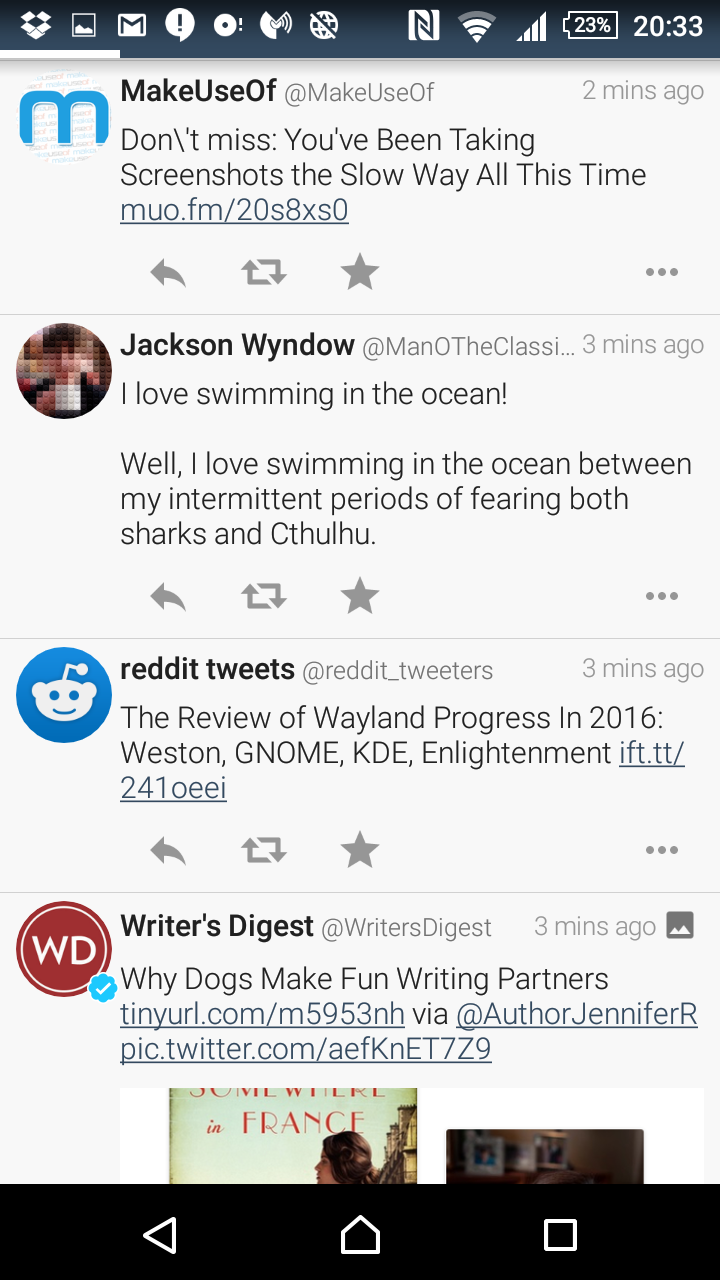 23% 20:33
MakeUseOf @MakeUseOf 2 mins ago
Don\'t miss: You've Been Taking
Screenshots the Slow Way All This Time
muo.fm/20s8xs0
Jackson Wyndow @ManOTheClassi... 3 mins ago
I love swimming in the ocean!
Well, I love swimming in the ocean between
my intermittent periods of fearing both
sharks and Cthulhu.
reddit tweets @reddit_tweeters 3 mins ago
The Review of Wayland Progress In 2016:
Weston, GNOME, KDE, Enlightenment ift.tt/
241oeei
WD
Writer's Digest @WritersDigest 3 mins ago
Why Dogs Make Fun Writing Partners
tinyurl.com/m5953nh via @AuthorJenniferR
pic.twitter.com/aefKnET7Z9
SOMEWHERE
in FRANCE